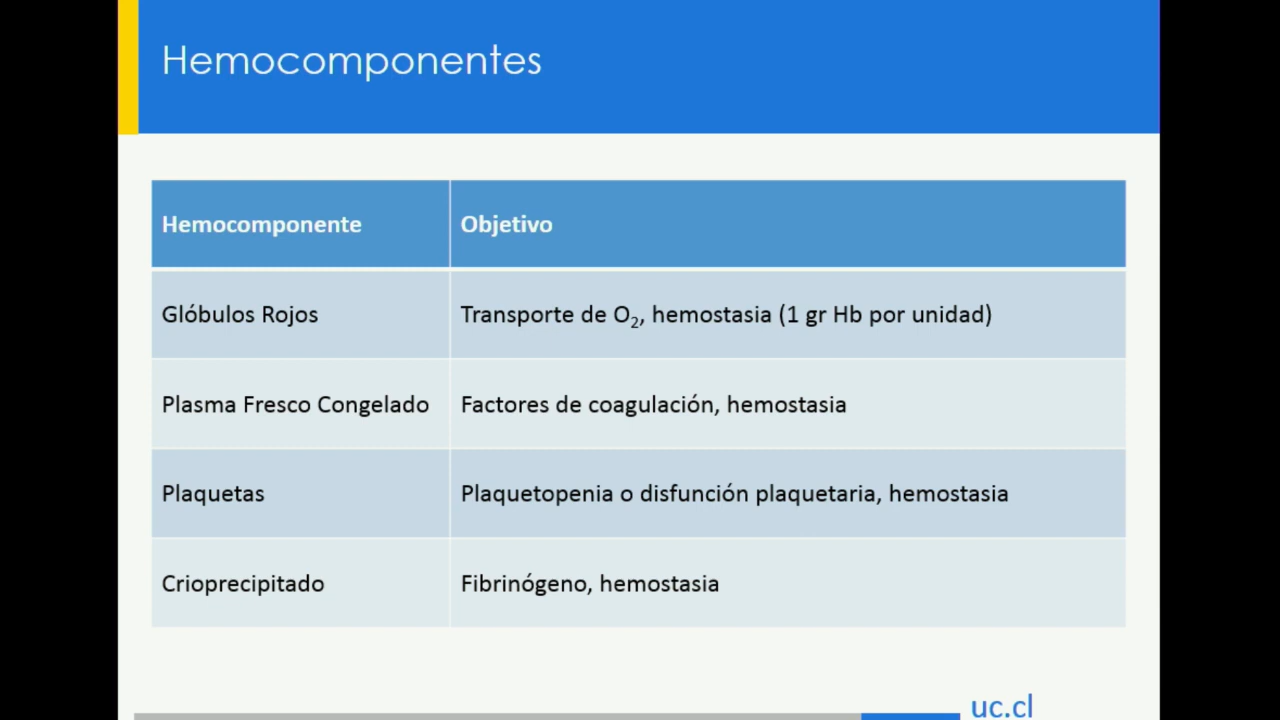 Hemocomponentes
Hemocomponente Objetivo
Glóbulos Rojos Transporte de O₂, hemostasia (1 gr Hb por unidad)
Plasma Fresco Congelado Factores de coagulación, hemostasia
Plaquetas Plaquetopenia o disfunción plaquetaria, hemostasia
Crioprecipitado Fibrinógeno, hemostasia
uc.cl